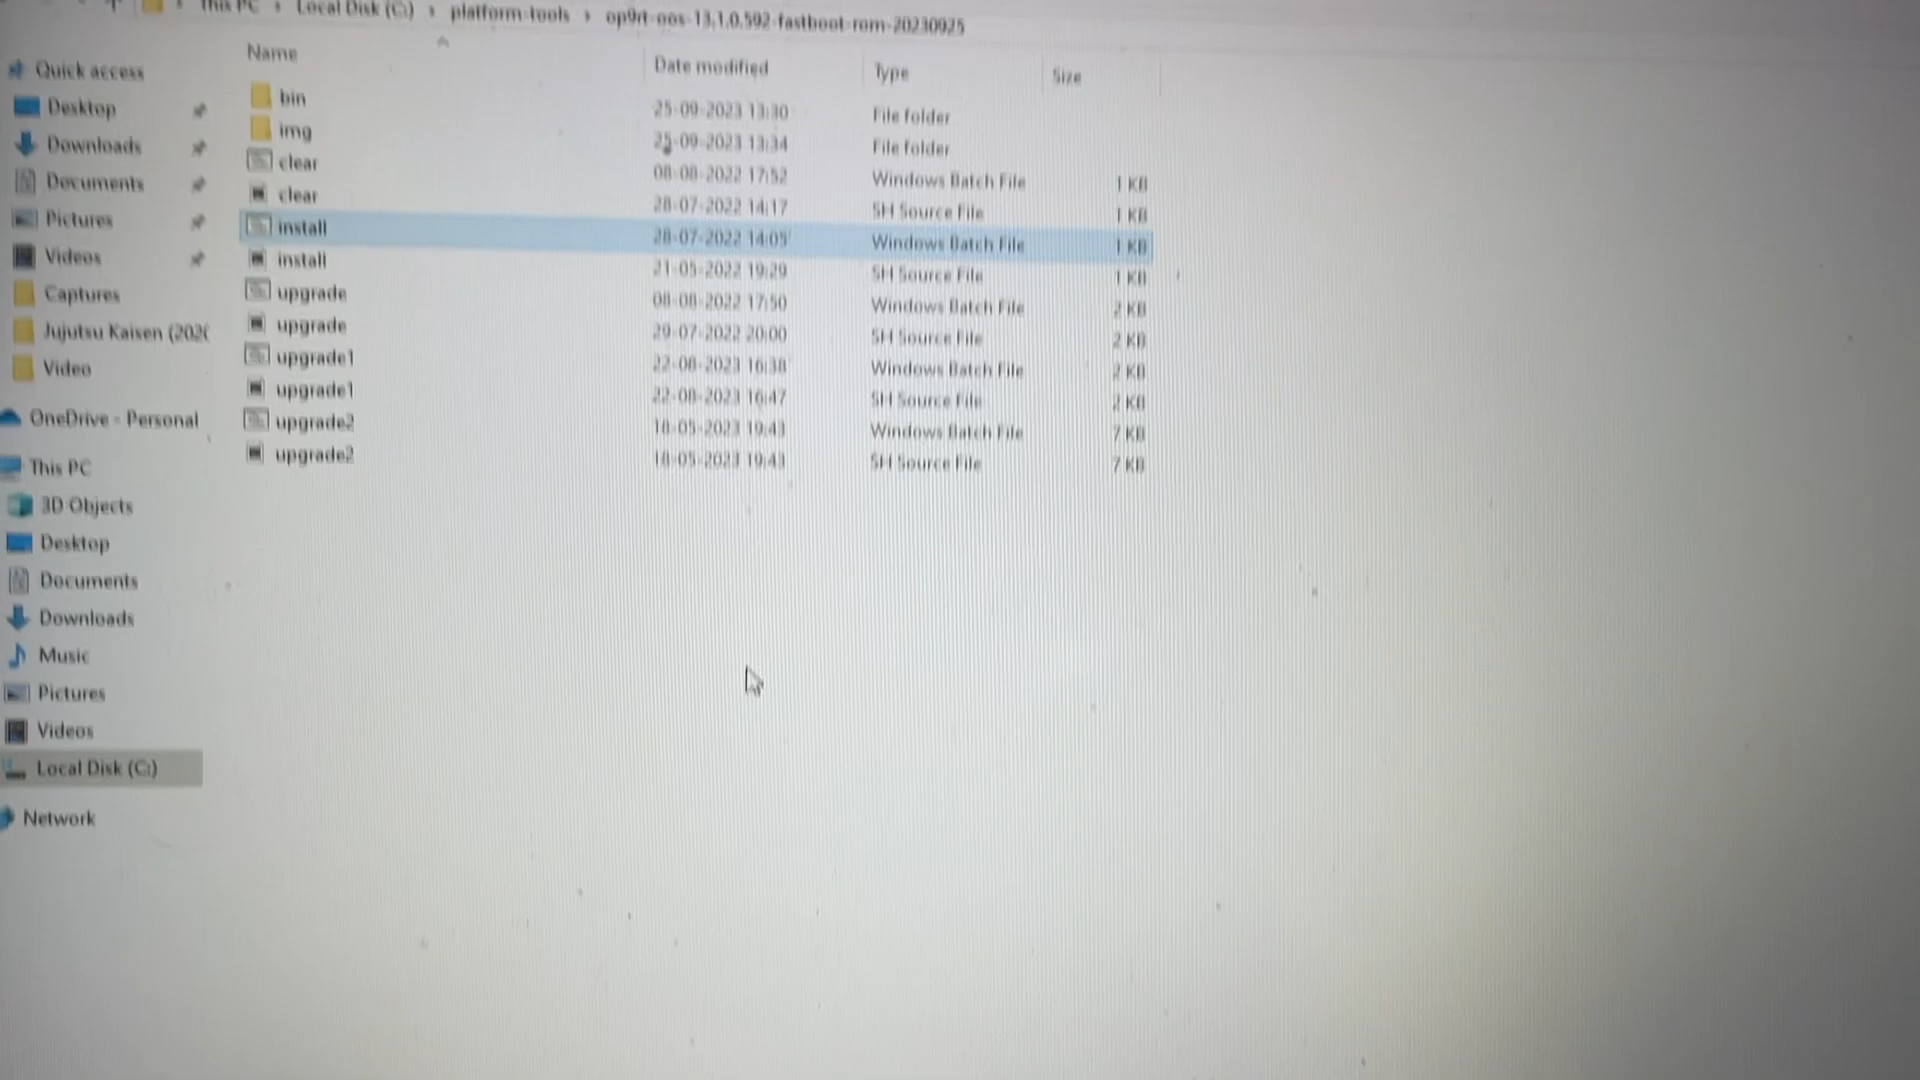 This PC › Local Disk (C:) › platform-tools › op9rt-oos-13.1.0.592-fastboot-rom-20230925
Name Date modified Type Size
Quick access
Desktop
Downloads
Documents
Pictures
Videos
Captures
Jujutsu Kaisen (202(
Video
OneDrive - Personal
This PC
3D Objects
Desktop
Documents
Downloads
Music
Pictures
Videos
Local Disk (C:)
Network
bin 25-09-2023 13:30 File folder
img 25-09-2023 13:34 File folder
clear 08-08-2022 17:52 Windows Batch File 1 KB
clear 28-07-2022 14:17 SH Source File 1 KB
install 28-07-2022 14:05 Windows Batch File 1 KB
install 21-05-2022 19:29 SH Source File 1 KB
upgrade 08-08-2022 17:50 Windows Batch File 2 KB
upgrade 29-07-2022 20:00 SH Source File 2 KB
upgrade1 22-08-2023 16:38 Windows Batch File 2 KB
upgrade1 22-08-2023 16:47 SH Source File 2 KB
upgrade2 18-05-2023 19:43 Windows Batch File 7 KB
upgrade2 18-05-2023 19:43 SH Source File 7 KB